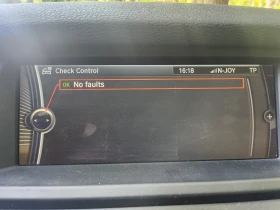 Check Control 16:18 N-JOY TP
OK No faults